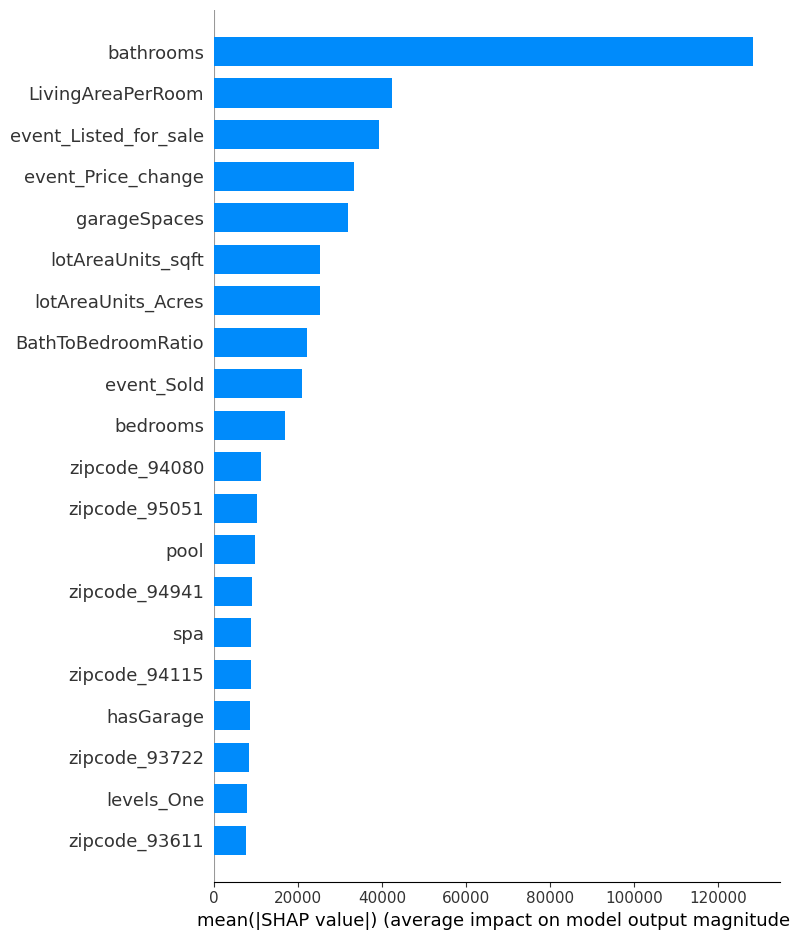 bathrooms
LivingAreaPerRoom
event_Listed_for_sale
event_Price_change
garageSpaces
lotAreaUnits_sqft
lotAreaUnits_Acres
BathToBedroomRatio
event_Sold
bedrooms
zipcode_94080
zipcode_95051
pool
zipcode_94941
spa
zipcode_94115
hasGarage
zipcode_93722
levels_One
zipcode_93611
0 20000 40000 60000 80000 100000 120000
mean(|SHAP value|) (average impact on model output magnitude